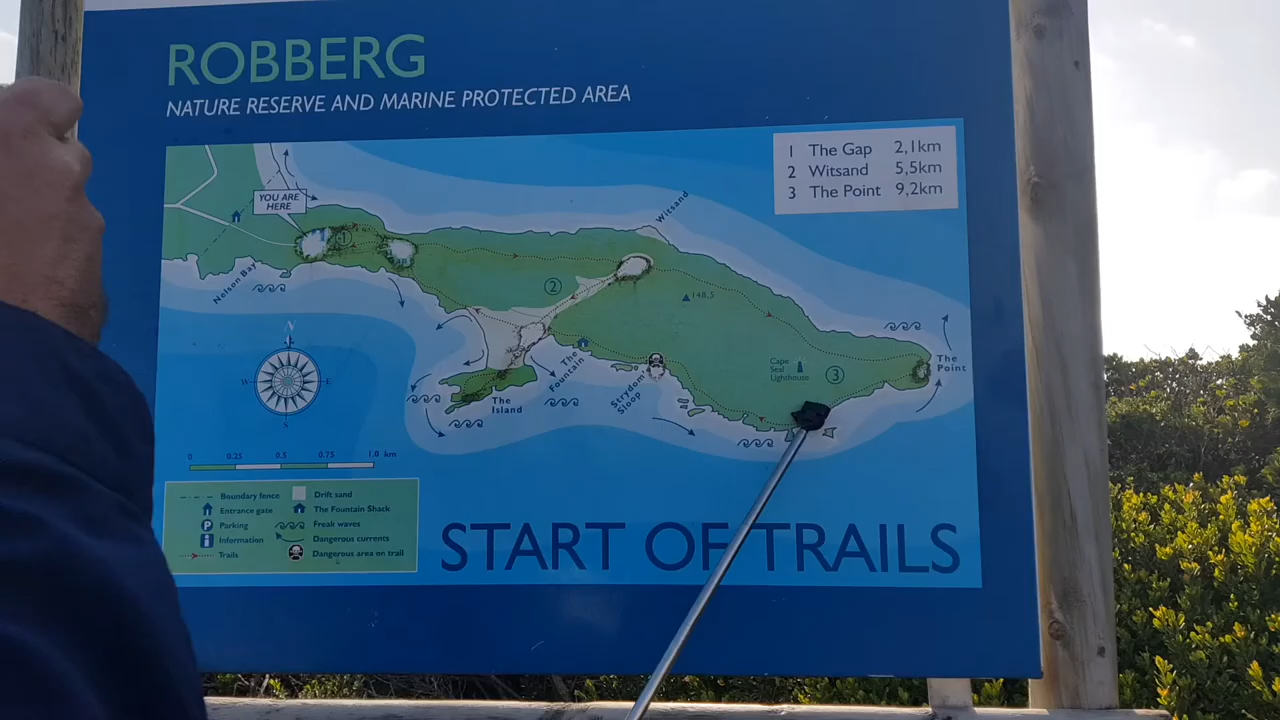 ROBBERG
NATURE RESERVE AND MARINE PROTECTED AREA
1 The Gap 2,1km
2 Witsand 5,5km
3 The Point 9,2km
YOU ARE
HERE
1
Witsand
Nelson Bay
2
148,5
N
W
E
S
The
Fountain
The
Island
Strydom
Sloop
Cape
Seal
Lighthouse
3
The
Point
0 0.25 0.5 0.75 1.0 km
Boundary fence
Entrance gate
P Parking
i Information
Trails
Drift sand
The Fountain Shack
Freak waves
Dangerous currents
Dangerous area on trail
START OF TRAILS